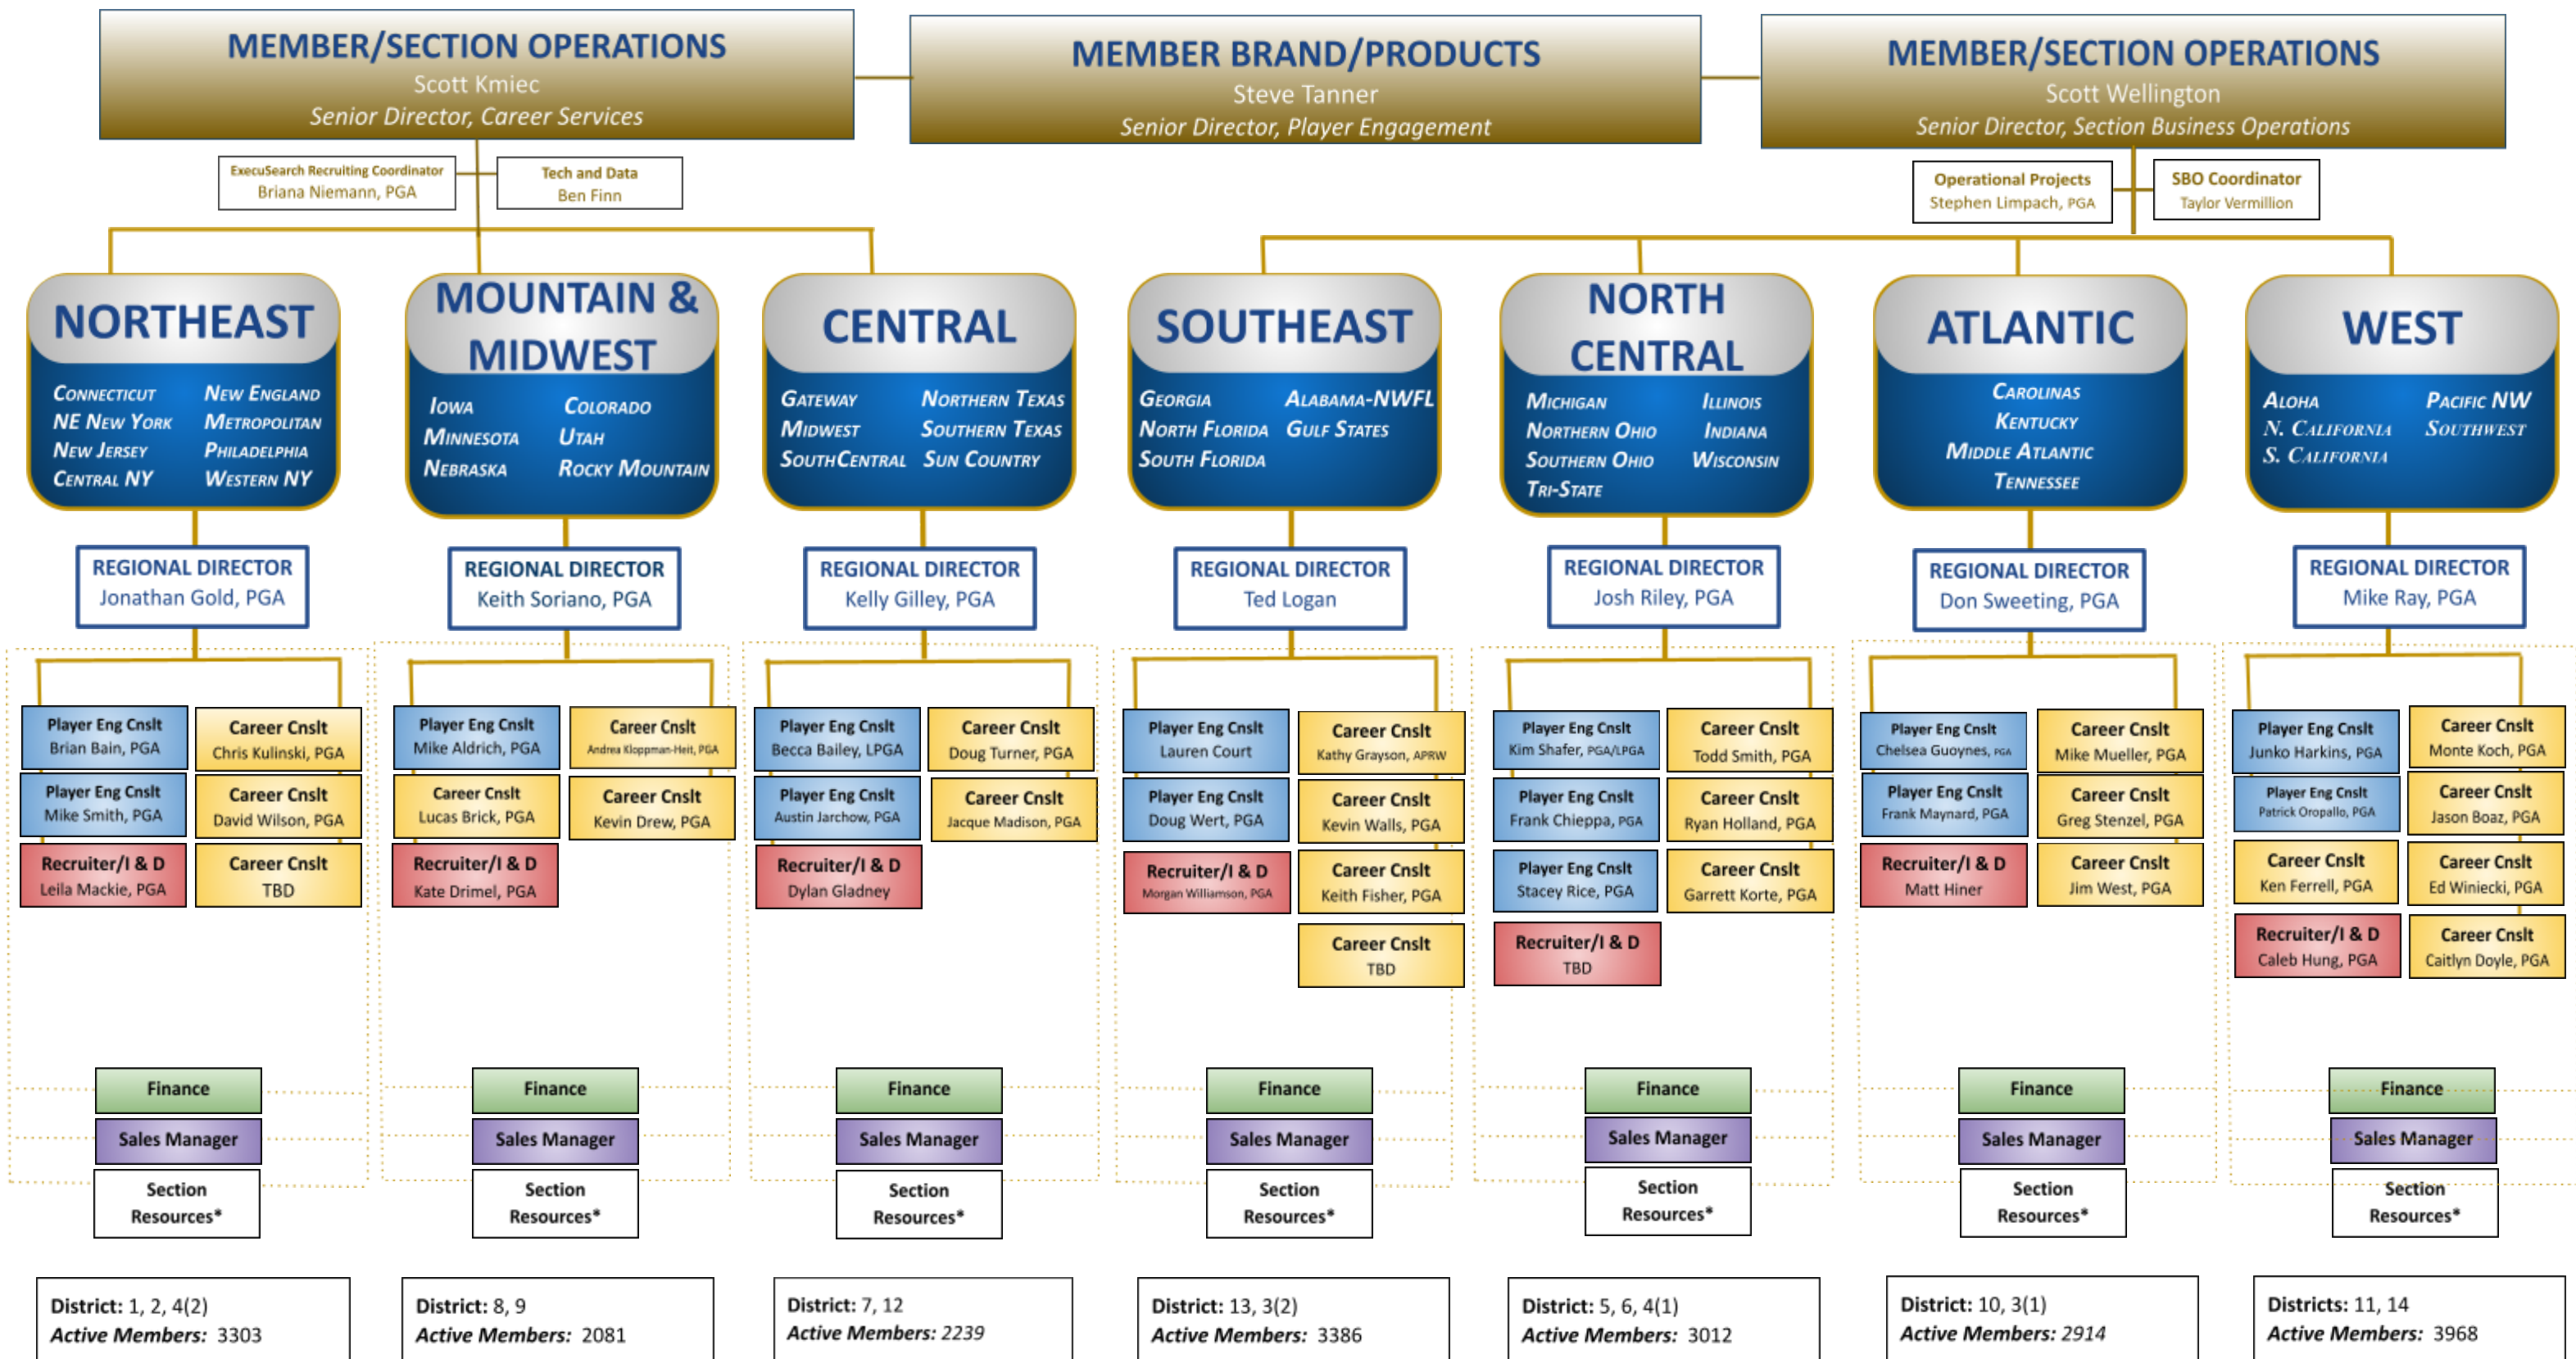 MEMBER/SECTION OPERATIONS
Scott Kmiec
Senior Director, Career Services
MEMBER BRAND/PRODUCTS
Steve Tanner
Senior Director, Player Engagement
MEMBER/SECTION OPERATIONS
Scott Wellington
Senior Director, Section Business Operations
ExecuSearch Recruiting Coordinator
Briana Niemann, PGA
Tech and Data
Ben Finn
Operational Projects
Stephen Limpach, PGA
SBO Coordinator
Taylor Vermillion
NORTHEAST
CONNECTICUT NEW ENGLAND
NE NEW YORK METROPOLITAN
NEW JERSEY PHILADELPHIA
CENTRAL NY WESTERN NY
REGIONAL DIRECTOR
Jonathan Gold, PGA
Player Eng Cnslt
Brian Bain, PGA
Career Cnslt
Chris Kulinski, PGA
Player Eng Cnslt
Mike Smith, PGA
Career Cnslt
David Wilson, PGA
Recruiter/I & D
Leila Mackie, PGA
Career Cnslt
TBD
Finance
Sales Manager
Section
Resources*
District: 1, 2, 4(2)
Active Members: 3303
MOUNTAIN &
MIDWEST
IOWA COLORADO
MINNESOTA UTAH
NEBRASKA ROCKY MOUNTAIN
REGIONAL DIRECTOR
Keith Soriano, PGA
Player Eng Cnslt
Mike Aldrich, PGA
Career Cnslt
Andrea Kloppman-Heit, PGA
Career Cnslt
Lucas Brick, PGA
Career Cnslt
Kevin Drew, PGA
Recruiter/I & D
Kate Drimel, PGA
Finance
Sales Manager
Section
Resources*
District: 8, 9
Active Members: 2081
CENTRAL
GATEWAY NORTHERN TEXAS
MIDWEST SOUTHERN TEXAS
SOUTHCENTRAL SUN COUNTRY
REGIONAL DIRECTOR
Kelly Gilley, PGA
Player Eng Cnslt
Becca Bailey, LPGA
Career Cnslt
Doug Turner, PGA
Player Eng Cnslt
Austin Jarchow, PGA
Career Cnslt
Jacque Madison, PGA
Recruiter/I & D
Dylan Gladney
Finance
Sales Manager
Section
Resources*
District: 7, 12
Active Members: 2239
SOUTHEAST
GEORGIA ALABAMA-NWFL
NORTH FLORIDA GULF STATES
SOUTH FLORIDA
REGIONAL DIRECTOR
Ted Logan
Player Eng Cnslt
Lauren Court
Career Cnslt
Kathy Grayson, APRW
Player Eng Cnslt
Doug Wert, PGA
Career Cnslt
Kevin Walls, PGA
Recruiter/I & D
Morgan Williamson, PGA
Career Cnslt
Keith Fisher, PGA
Career Cnslt
TBD
Finance
Sales Manager
Section
Resources*
District: 13, 3(2)
Active Members: 3386
NORTH
CENTRAL
MICHIGAN ILLINOIS
NORTHERN OHIO INDIANA
SOUTHERN OHIO WISCONSIN
TRI-STATE
REGIONAL DIRECTOR
Josh Riley, PGA
Player Eng Cnslt
Kim Shafer, PGA/LPGA
Career Cnslt
Todd Smith, PGA
Player Eng Cnslt
Frank Chieppa, PGA
Career Cnslt
Ryan Holland, PGA
Player Eng Cnslt
Stacey Rice, PGA
Career Cnslt
Garrett Korte, PGA
Recruiter/I & D
TBD
Finance
Sales Manager
Section
Resources*
District: 5, 6, 4(1)
Active Members: 3012
ATLANTIC
CAROLINAS
KENTUCKY
MIDDLE ATLANTIC
TENNESSEE
REGIONAL DIRECTOR
Don Sweeting, PGA
Player Eng Cnslt
Chelsea Guoynes, PGA
Career Cnslt
Mike Mueller, PGA
Player Eng Cnslt
Frank Maynard, PGA
Career Cnslt
Greg Stenzel, PGA
Recruiter/I & D
Matt Hiner
Career Cnslt
Jim West, PGA
Finance
Sales Manager
Section
Resources*
District: 10, 3(1)
Active Members: 2914
WEST
ALOHA PACIFIC NW
N. CALIFORNIA SOUTHWEST
S. CALIFORNIA
REGIONAL DIRECTOR
Mike Ray, PGA
Player Eng Cnslt
Junko Harkins, PGA
Career Cnslt
Monte Koch, PGA
Player Eng Cnslt
Patrick Oropallo, PGA
Career Cnslt
Jason Boaz, PGA
Career Cnslt
Ken Ferrell, PGA
Career Cnslt
Ed Winiecki, PGA
Recruiter/I & D
Caleb Hung, PGA
Career Cnslt
Caitlyn Doyle, PGA
Finance
Sales Manager
Section
Resources*
Districts: 11, 14
Active Members: 3968